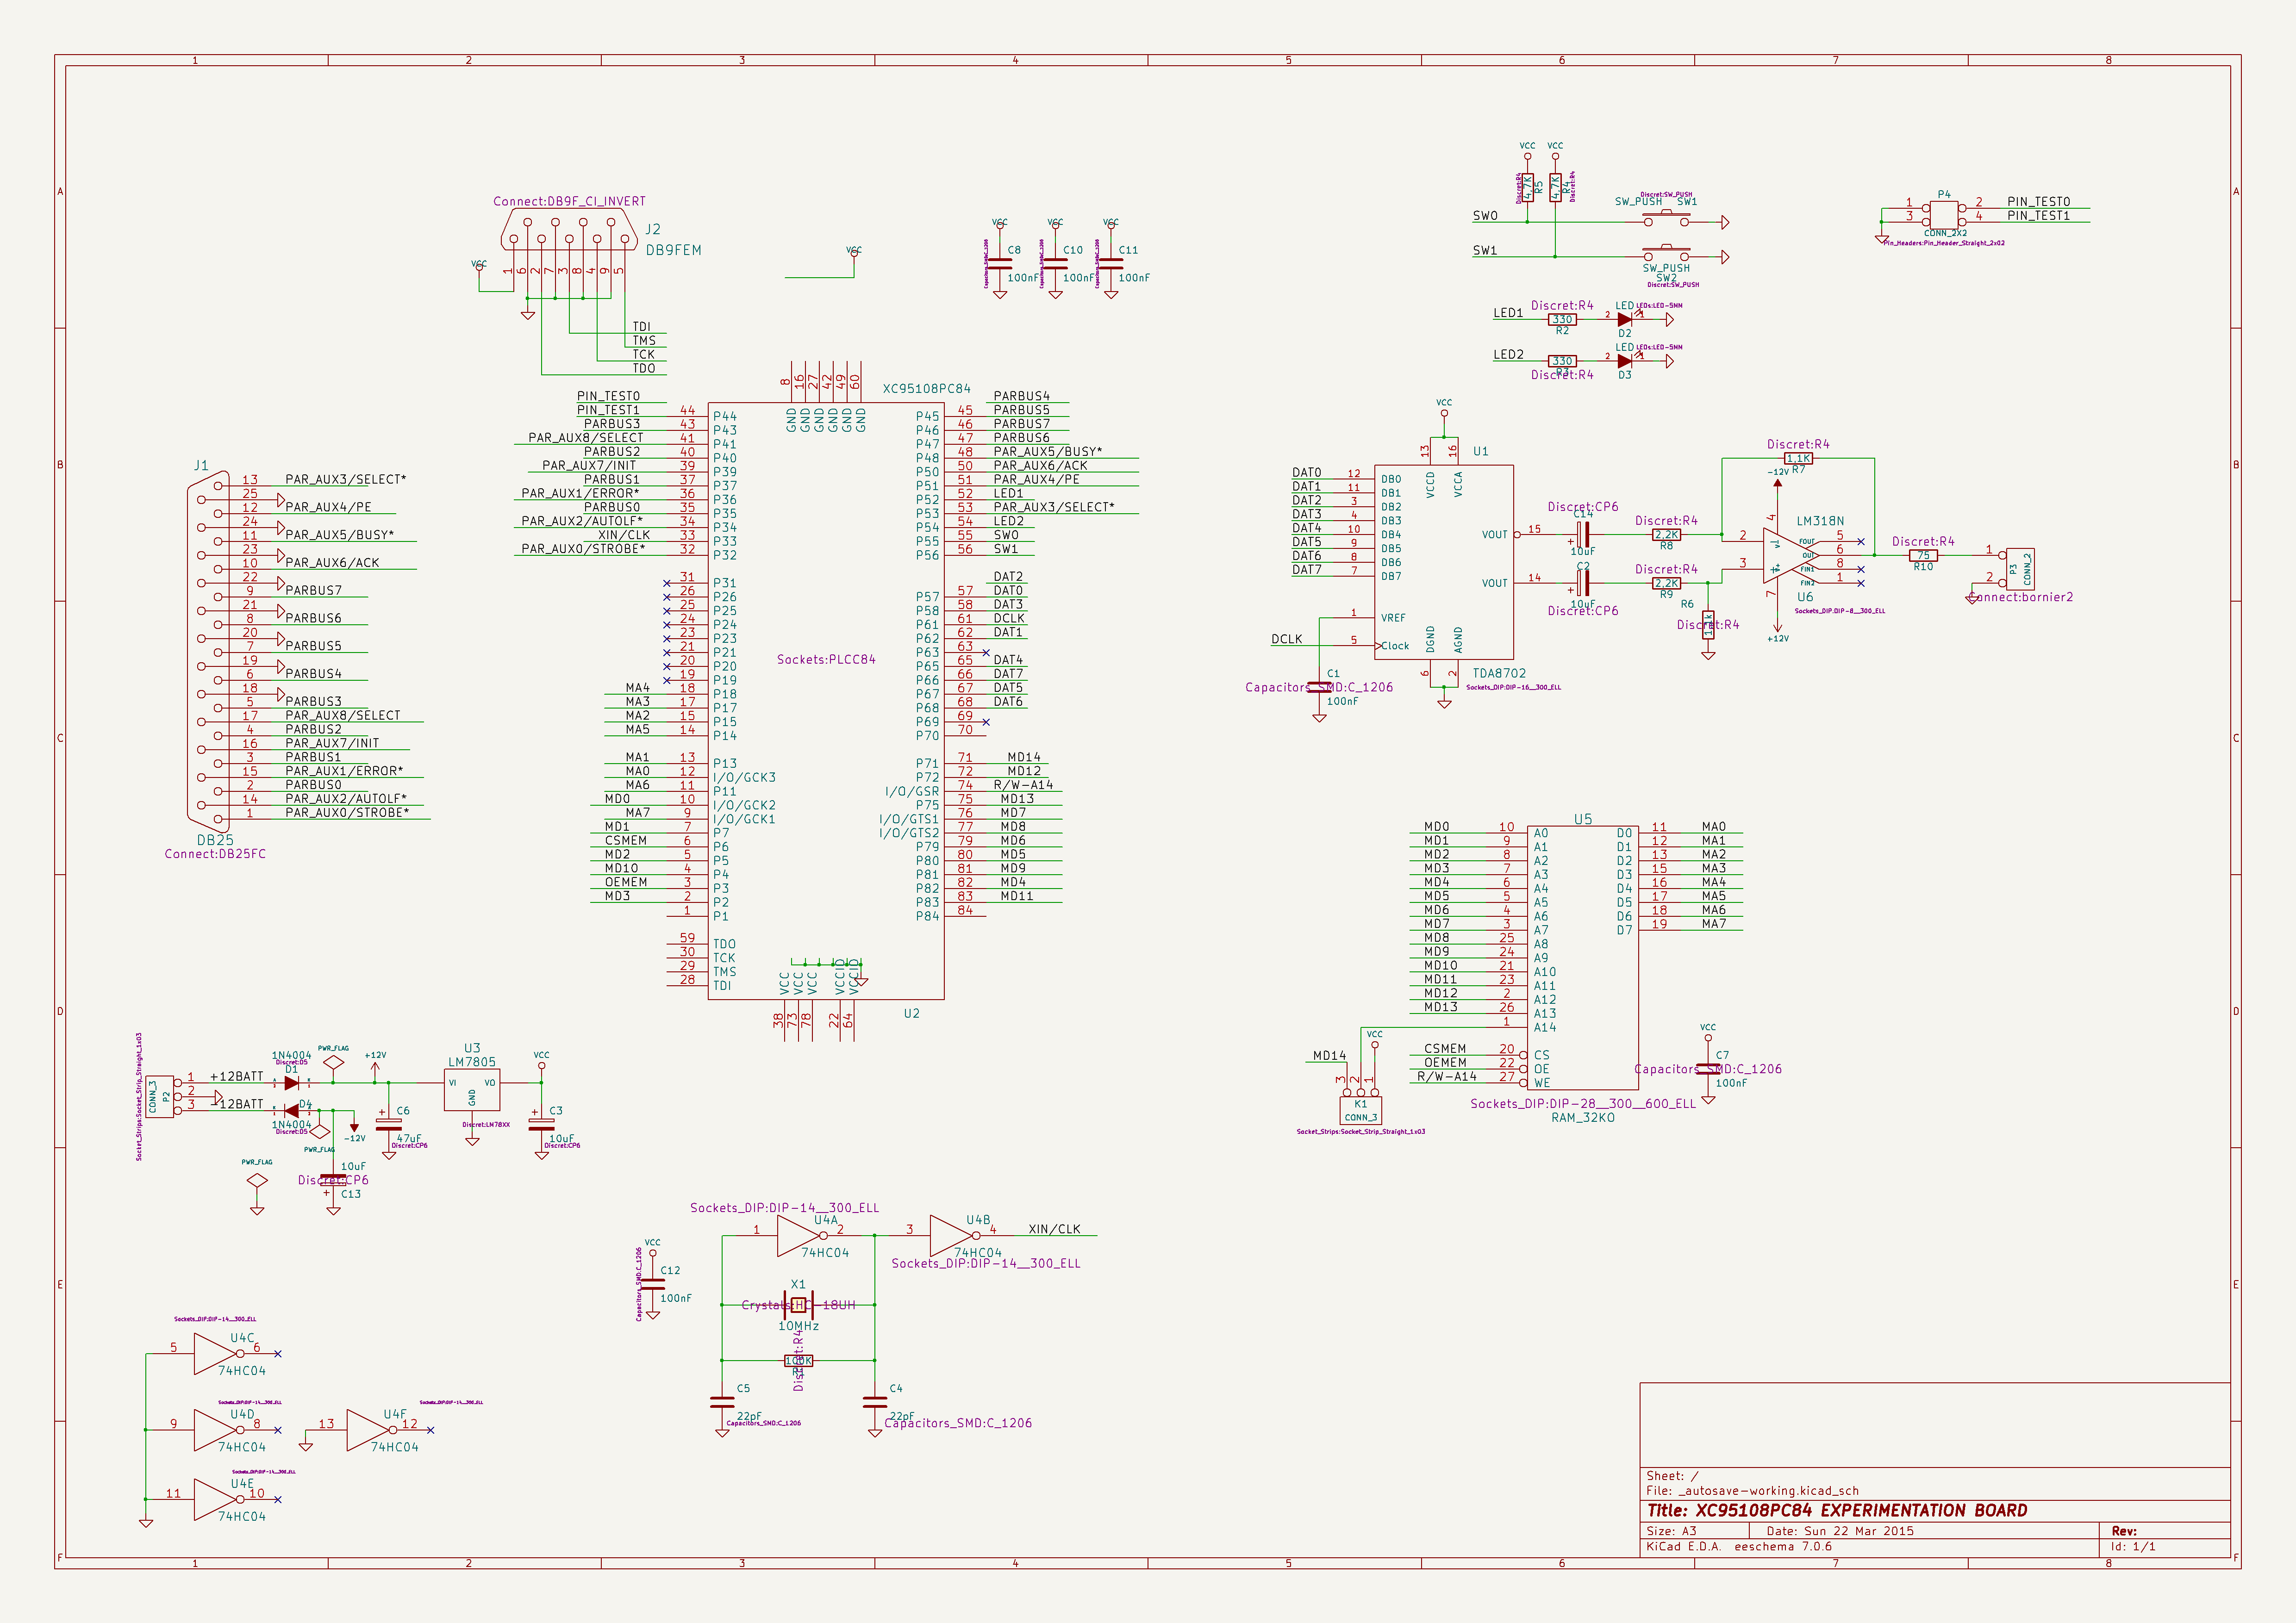 1 2 3 4 5 6 7 8
A B C D E F
Connect:DB9F_CI_INVERT
J2
DB9FEM
VCC
1 6 2 7 3 8 4 9 5
TDI
TMS
TCK
TDO
VCC
VCC VCC VCC
C8 C10 C11
100nF 100nF 100nF
VCC VCC
4,7K R5
4,7K R4
Discret:R4
Discret:R4
Discret:SW_PUSH
SW_PUSH SW1
SW0
SW1
SW_PUSH
SW2
Discret:SW_PUSH
P4
1 2 PIN_TEST0
3 4 PIN_TEST1
CONN_2X2
Pin_Headers:Pin_Header_Straight_2x02
LED1
Discret:R4
330
R2
2 1
LED LEDs:LED-5MM
D2
LED2
330
R3
Discret:R4
2 1
LED LEDs:LED-5MM
D3
XC95108PC84
8 16 27 42 49 60
GND GND GND GND GND GND
PIN_TEST0
PIN_TEST1 44 P44
PARBUS3 43 P43
PAR_AUX8/SELECT 41 P41
PARBUS2 40 P40
PAR_AUX7/INIT 39 P39
PARBUS1 37 P37
PAR_AUX1/ERROR* 36 P36
PARBUS0 35 P35
PAR_AUX2/AUTOLF* 34 P34
XIN/CLK 33 P33
PAR_AUX0/STROBE* 32 P32
31 P31
26 P26
25 P25
24 P24
23 P23
21 P21
20 P20
19 P19
MA4 18 P18
MA3 17 P17
MA2 15 P15
MA5 14 P14
MA1 13 P13
MA0 12 I/O/GCK3
MA6 11 P11
MD0 10 I/O/GCK2
MA7 9 I/O/GCK1
MD1 7 P7
CSMEM 6 P6
MD2 5 P5
MD10 4 P4
OEMEM 3 P3
MD3 2 P2
1 P1
59 TDO
30 TCK
29 TMS
28 TDI
Sockets:PLCC84
PARBUS4
P45 45 PARBUS5
P46 46 PARBUS7
P47 47 PARBUS6
P48 48 PAR_AUX5/BUSY*
P50 50 PAR_AUX6/ACK
P51 51 PAR_AUX4/PE
P52 52 LED1
P53 53 PAR_AUX3/SELECT*
P54 54 LED2
P55 55 SW0
P56 56 SW1
DAT2
P57 57 DAT0
P58 58 DAT3
P61 61 DCLK
P62 62 DAT1
P63 63
P65 65 DAT4
P66 66 DAT7
P67 67 DAT5
P68 68 DAT6
P69 69
P70 70
P71 71 MD14
P72 72 MD12
I/O/GSR 74 R/W-A14
P75 75 MD13
I/O/GTS1 76 MD7
I/O/GTS2 77 MD8
P79 79 MD6
P80 80 MD5
P81 81 MD9
P82 82 MD4
P83 83 MD11
P84 84
VCC VCC VCC VCCIO VCCIO
38 73 78 22 64
U2
J1
13 PAR_AUX3/SELECT*
25
12 PAR_AUX4/PE
24
11 PAR_AUX5/BUSY*
23
10 PAR_AUX6/ACK
22
9 PARBUS7
21
8 PARBUS6
20
7 PARBUS5
19
6 PARBUS4
18
5 PARBUS3
17 PAR_AUX8/SELECT
4 PARBUS2
16 PAR_AUX7/INIT
3 PARBUS1
15 PAR_AUX1/ERROR*
2 PARBUS0
14 PAR_AUX2/AUTOLF*
1 PAR_AUX0/STROBE*
DB25
Connect:DB25FC
VCC
13 16
VCCD VCCA
U1
DAT0 12 DB0
DAT1 11 DB1
DAT2 3 DB2
DAT3 4 DB3
DAT4 10 DB4
DAT5 9 DB5
DAT6 8 DB6
DAT7 7 DB7
VOUT 15
VOUT 14
1 VREF
DCLK 5 Clock
DGND AGND
6 2
TDA8702
Sockets_DIP:DIP-16__300_ELL
C1
Capacitors_SMD:C_1206
100nF
Discret:CP6
C14
10uF
C2
10uF
Discret:CP6
Discret:R4
2,2K
R8
Discret:R4
2,2K
R9
R6
Discret:R4
Discret:R4
1,1K
R7
-12V
4
LM318N
2 3
V- V+
FOUT 5
OUT 6
FIN1 8
FIN2 1
7
U6
Sockets_DIP:DIP-8__300_ELL
+12V
Discret:R4
75
R10
1 2
P3 CONN_2
Connect:bornier2
U5
MD0 10 A0
MD1 9 A1
MD2 8 A2
MD3 7 A3
MD4 6 A4
MD5 5 A5
MD6 4 A6
MD7 3 A7
MD8 25 A8
MD9 24 A9
MD10 21 A10
MD11 23 A11
MD12 2 A12
MD13 26 A13
1 A14
CSMEM 20 CS
OEMEM 22 OE
R/W-A14 27 WE
D0 11 MA0
D1 12 MA1
D2 13 MA2
D3 15 MA3
D4 16 MA4
D5 17 MA5
D6 18 MA6
D7 19 MA7
Sockets_DIP:DIP-28__300__600_ELL
RAM_32KO
VCC
MD14
3 2 1
K1
CONN_3
Socket_Strips:Socket_Strip_Straight_1x03
VCC
C7
Capacitors_SMD:C_1206
100nF
Socket_Strips:Socket_Strip_Straight_1x03
CONN_3 P2
1 2 3
+12BATT
-12BATT
1N4004
Discret:D5
D1
D4
1N4004
Discret:D5
PWR_FLAG
+12V
-12V
PWR_FLAG
PWR_FLAG
C6
47uF
Discret:CP6
U3
LM7805
VI VO
GND
Discret:LM78XX
VCC
C3
10uF
Discret:CP6
10uF
Discret:CP6
C13
Sockets_DIP:DIP-14__300_ELL
1 U4A 2
74HC04
3 U4B 4
74HC04
XIN/CLK
Sockets_DIP:DIP-14__300_ELL
VCC
C12
100nF
Capacitors_SMD:C_1206
X1
Crystals:HC-18UH
10MHz
100K
R1
Discret:R4
C5
22pF
Capacitors_SMD:C_1206
C4
22pF
Capacitors_SMD:C_1206
Sockets_DIP:DIP-14__300_ELL
5 U4C 6
74HC04
Sockets_DIP:DIP-14__300_ELL
9 U4D 8
74HC04
Sockets_DIP:DIP-14__300_ELL
13 U4F 12
74HC04
Sockets_DIP:DIP-14__300_ELL
11 U4E 10
74HC04
Sheet: /
File: _autosave-working.kicad_sch
Title: XC95108PC84 EXPERIMENTATION BOARD
Size: A3 Date: Sun 22 Mar 2015 Rev:
KiCad E.D.A. eeschema 7.0.6 Id: 1/1
1 2 3 4 5 6 7 8
A B C D E F